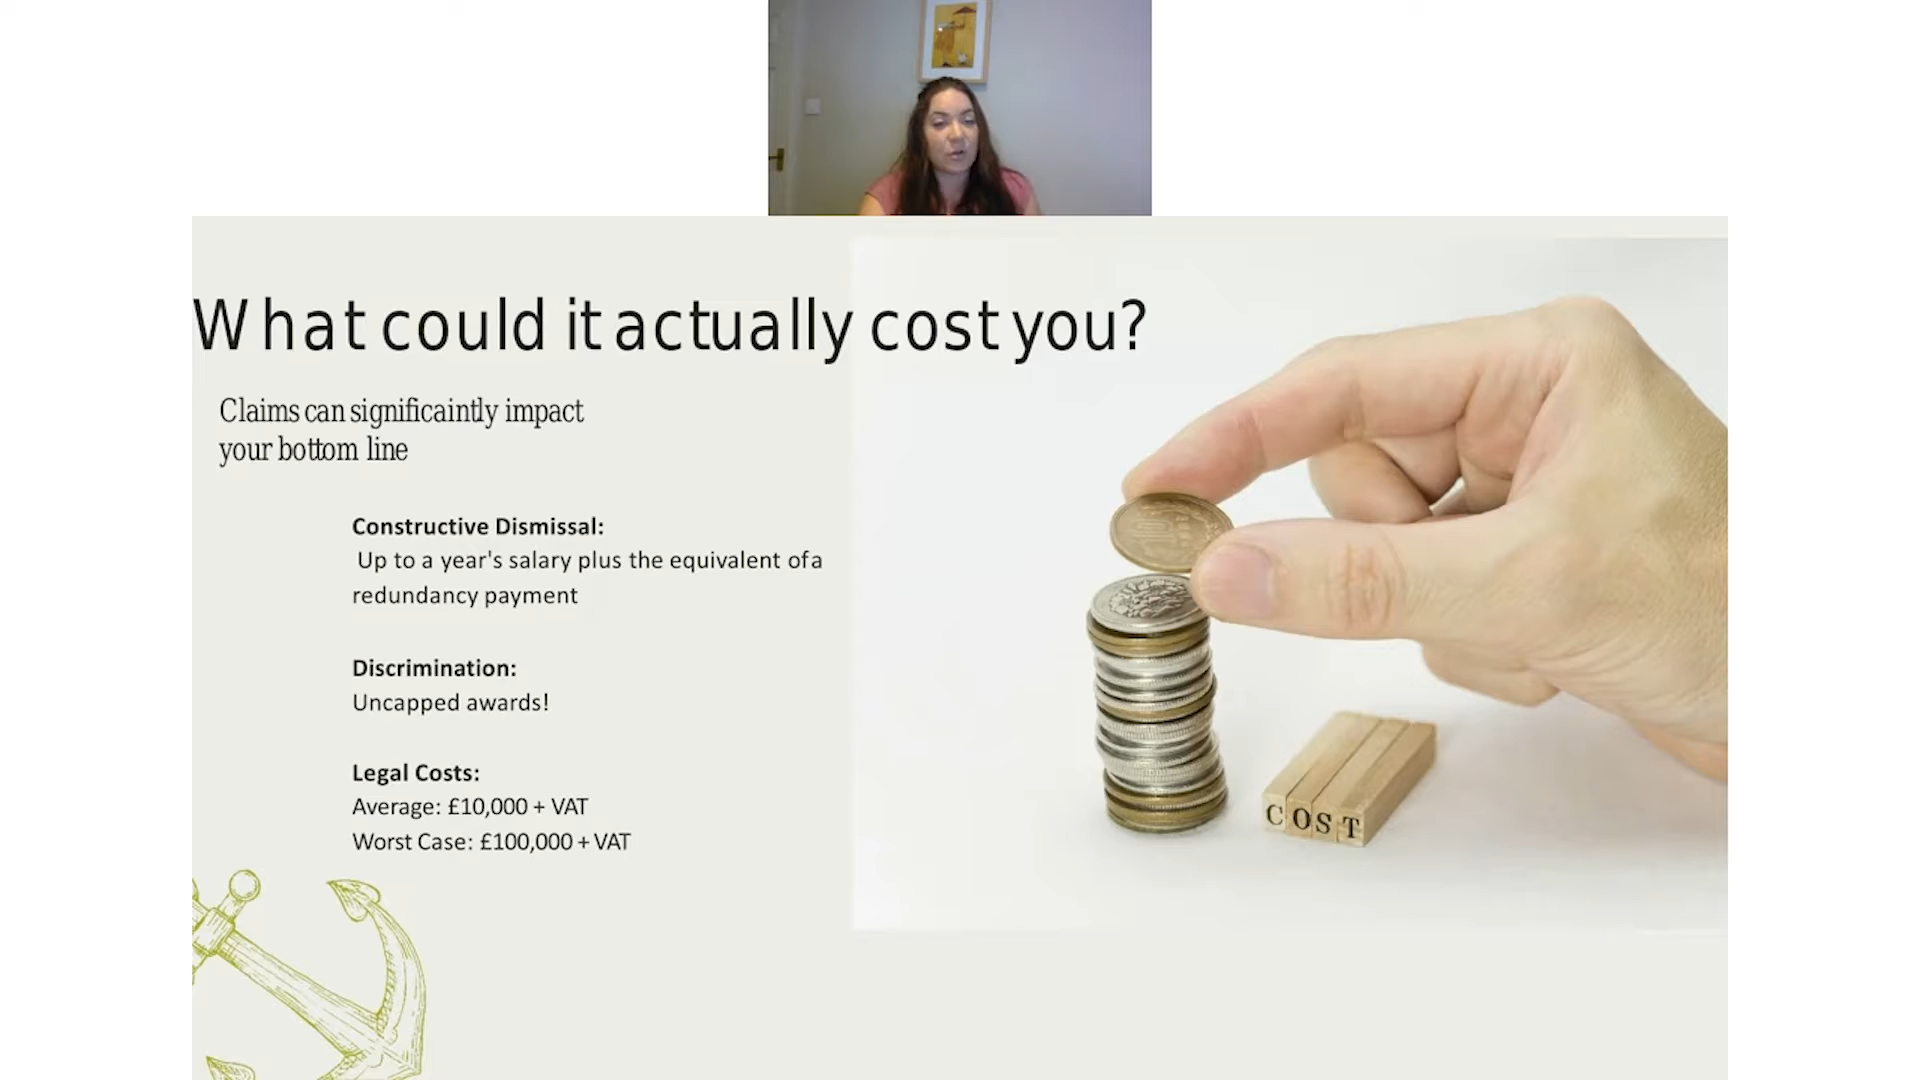 What could it actually cost you?
Claims can significaintly impact
your bottom line
Constructive Dismissal:
Up to a year's salary plus the equivalent of a
redundancy payment
Discrimination:
Uncapped awards!
Legal Costs:
Average: £10,000 + VAT
Worst Case: £100,000 + VAT
COST